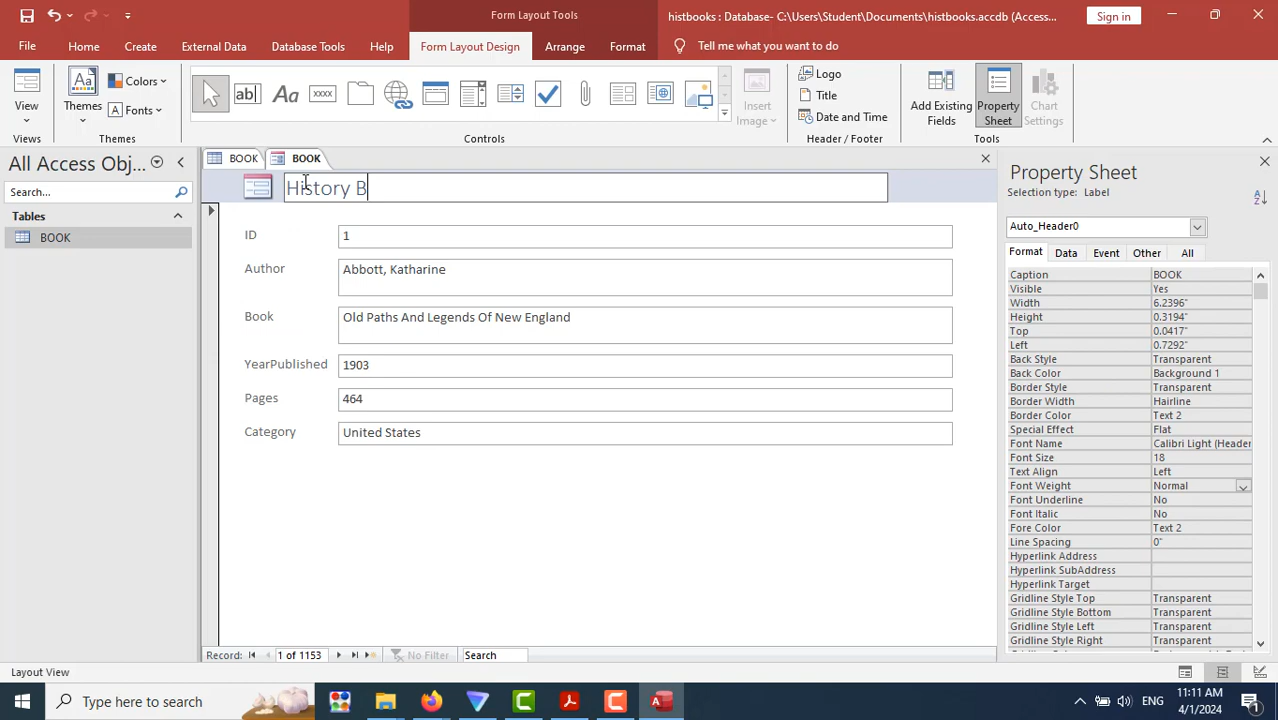 Form Layout Tools
histbooks : Database- C:\Users\Student\Documents\histbooks.accdb (Access...
Sign in
File
Home
Create
External Data
Database Tools
Help
Form Layout Design
Arrange
Format
Tell me what you want to do
View
Themes
Colors
Fonts
ab|
Aa
xxxx
Insert
Image
Logo
Title
Date and Time
Add Existing
Fields
Property
Sheet
Chart
Settings
Views
Themes
Controls
Header / Footer
Tools
All Access Obj...
Search...
Tables
BOOK
BOOK
BOOK
History B
ID
1
Author
Abbott, Katharine
Book
Old Paths And Legends Of New England
YearPublished
1903
Pages
464
Category
United States
Property Sheet
Selection type: Label
Auto_Header0
Format
Data
Event
Other
All
Caption BOOK
Visible Yes
Width 6.2396"
Height 0.3194"
Top 0.0417"
Left 0.7292"
Back Style Transparent
Back Color Background 1
Border Style Transparent
Border Width Hairline
Border Color Text 2
Special Effect Flat
Font Name Calibri Light (Header
Font Size 18
Text Align Left
Font Weight Normal
Font Underline No
Font Italic No
Fore Color Text 2
Line Spacing 0"
Hyperlink Address
Hyperlink SubAddress
Hyperlink Target
Gridline Style Top Transparent
Gridline Style Bottom Transparent
Gridline Style Left Transparent
Gridline Style Right Transparent
Record: 1 of 1153 No Filter Search
Layout View
Type here to search
ENG
11:11 AM
4/1/2024
1